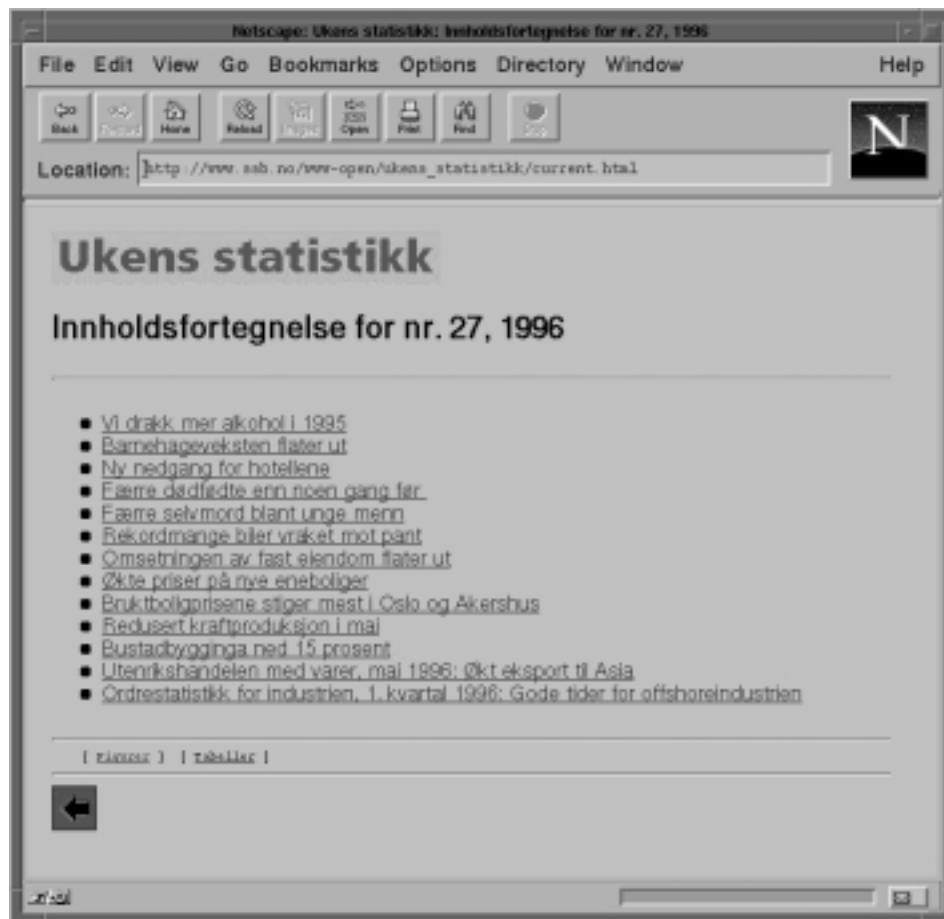 Netscape: Ukens statistikk: Innholdsfortegnelse for nr. 27, 1996
File Edit View Go Bookmarks Options Directory Window Help
Back Forward Home Reload Images Open Print Find Stop
N
Location: http://www.ssb.no/www-open/ukens_statistikk/current.html
Ukens statistikk
Innholdsfortegnelse for nr. 27, 1996
Vi drakk mer alkohol i 1995
Barnehageveksten flater ut
Ny nedgang for hotellene
Færre dødfødte enn noen gang før
Færre selvmord blant unge menn
Rekordmange biler vraket mot pant
Omsetningen av fast eiendom flater ut
Økte priser på nye eneboliger
Bruktboligprisene stiger mest i Oslo og Akershus
Redusert kraftproduksjon i mai
Bustadbygginga ned 15 prosent
Utenrikshandelen med varer, mai 1996: Økt eksport til Asia
Ordrestatistikk for industrien, 1. kvartal 1996: Gode tider for offshoreindustrien
[ Figurer ] [ Tabeller ]